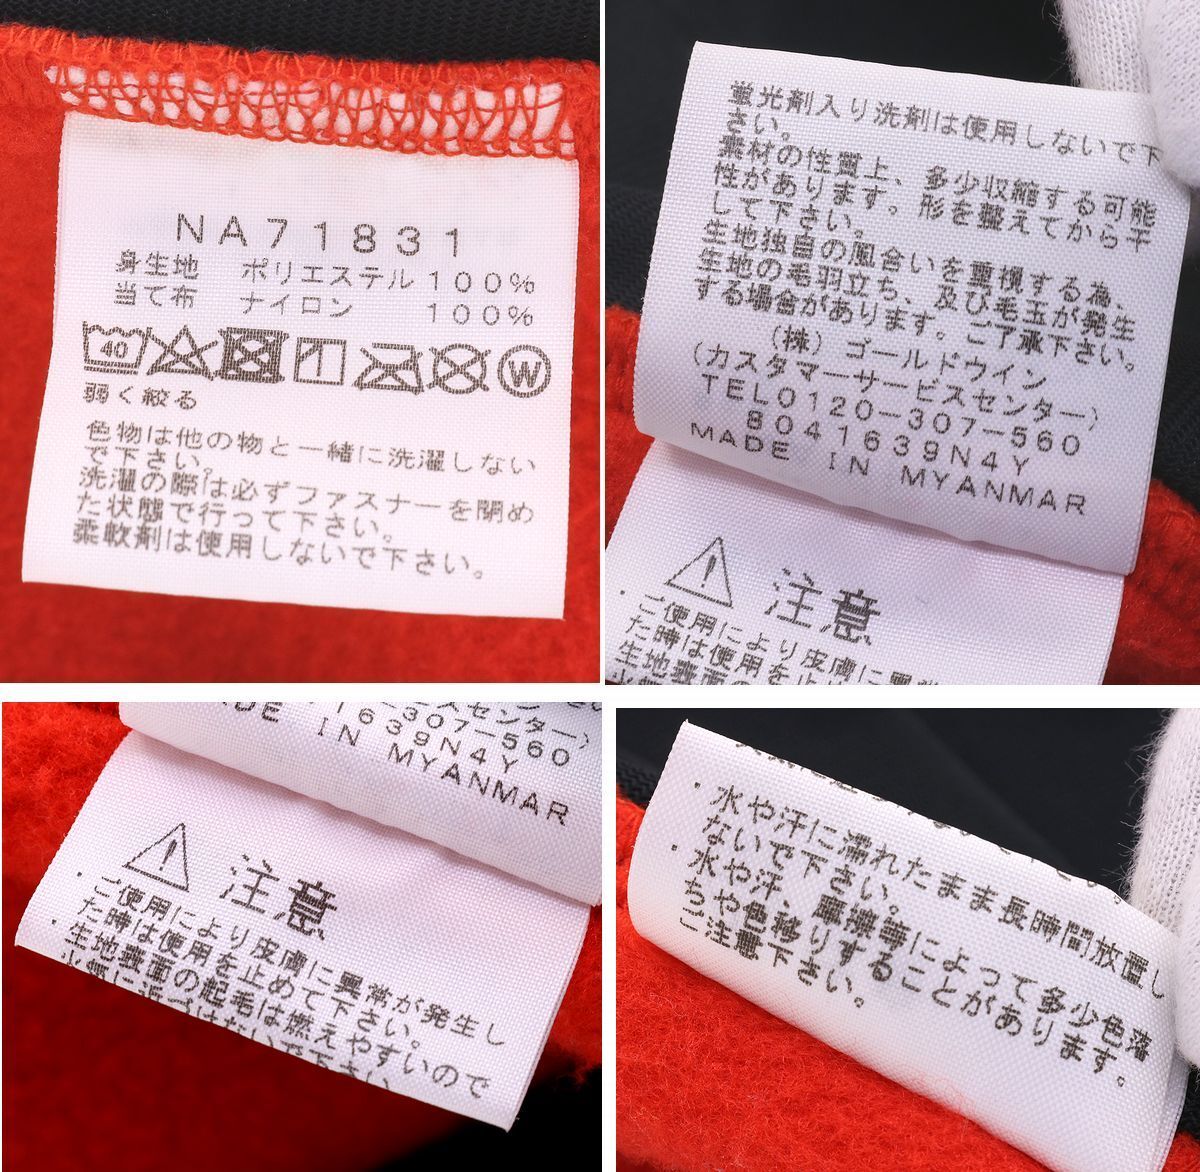 NA71831
身生地 ポリエステル100%
当て布 ナイロン 100%
40
W
弱く絞る
色物は他の物と一緒に洗濯しない
で下さい。
洗濯の際は必ずファスナーを閉め
た状態で行って下さい。
柔軟剤は使用しないで下さい。
蛍光剤入り洗剤は使用しないで下
さい。
素材の性質上、多少収縮する可能
性があります。形を整えてから干
して下さい。
生地独自の風合いを重視する為、
生地の毛羽立ち、及び毛玉が発生
する場合があります。ご了承下さい。
(株) ゴールドウイン
(カスタマーサービスセンター)
TEL0120-307-560
8041639N4Y
MADE IN MYANMAR
注意
・ご使用により皮膚に異常
た時は使用を止め
生地表面の
センター)
-307-560
1639N4Y
MADE IN MYANMAR
注意
・ご使用により皮膚に異常が発生し
た時は使用を止めて下さい。
・生地表面の起毛は燃えやすいので
火気に近づけないで下さい
・水や汗に濡れたまま長時間放置し
ないで下さい。
・水や汗、摩擦等によって多少色落
ちや色移りすることがあります。
ご注意下さい。